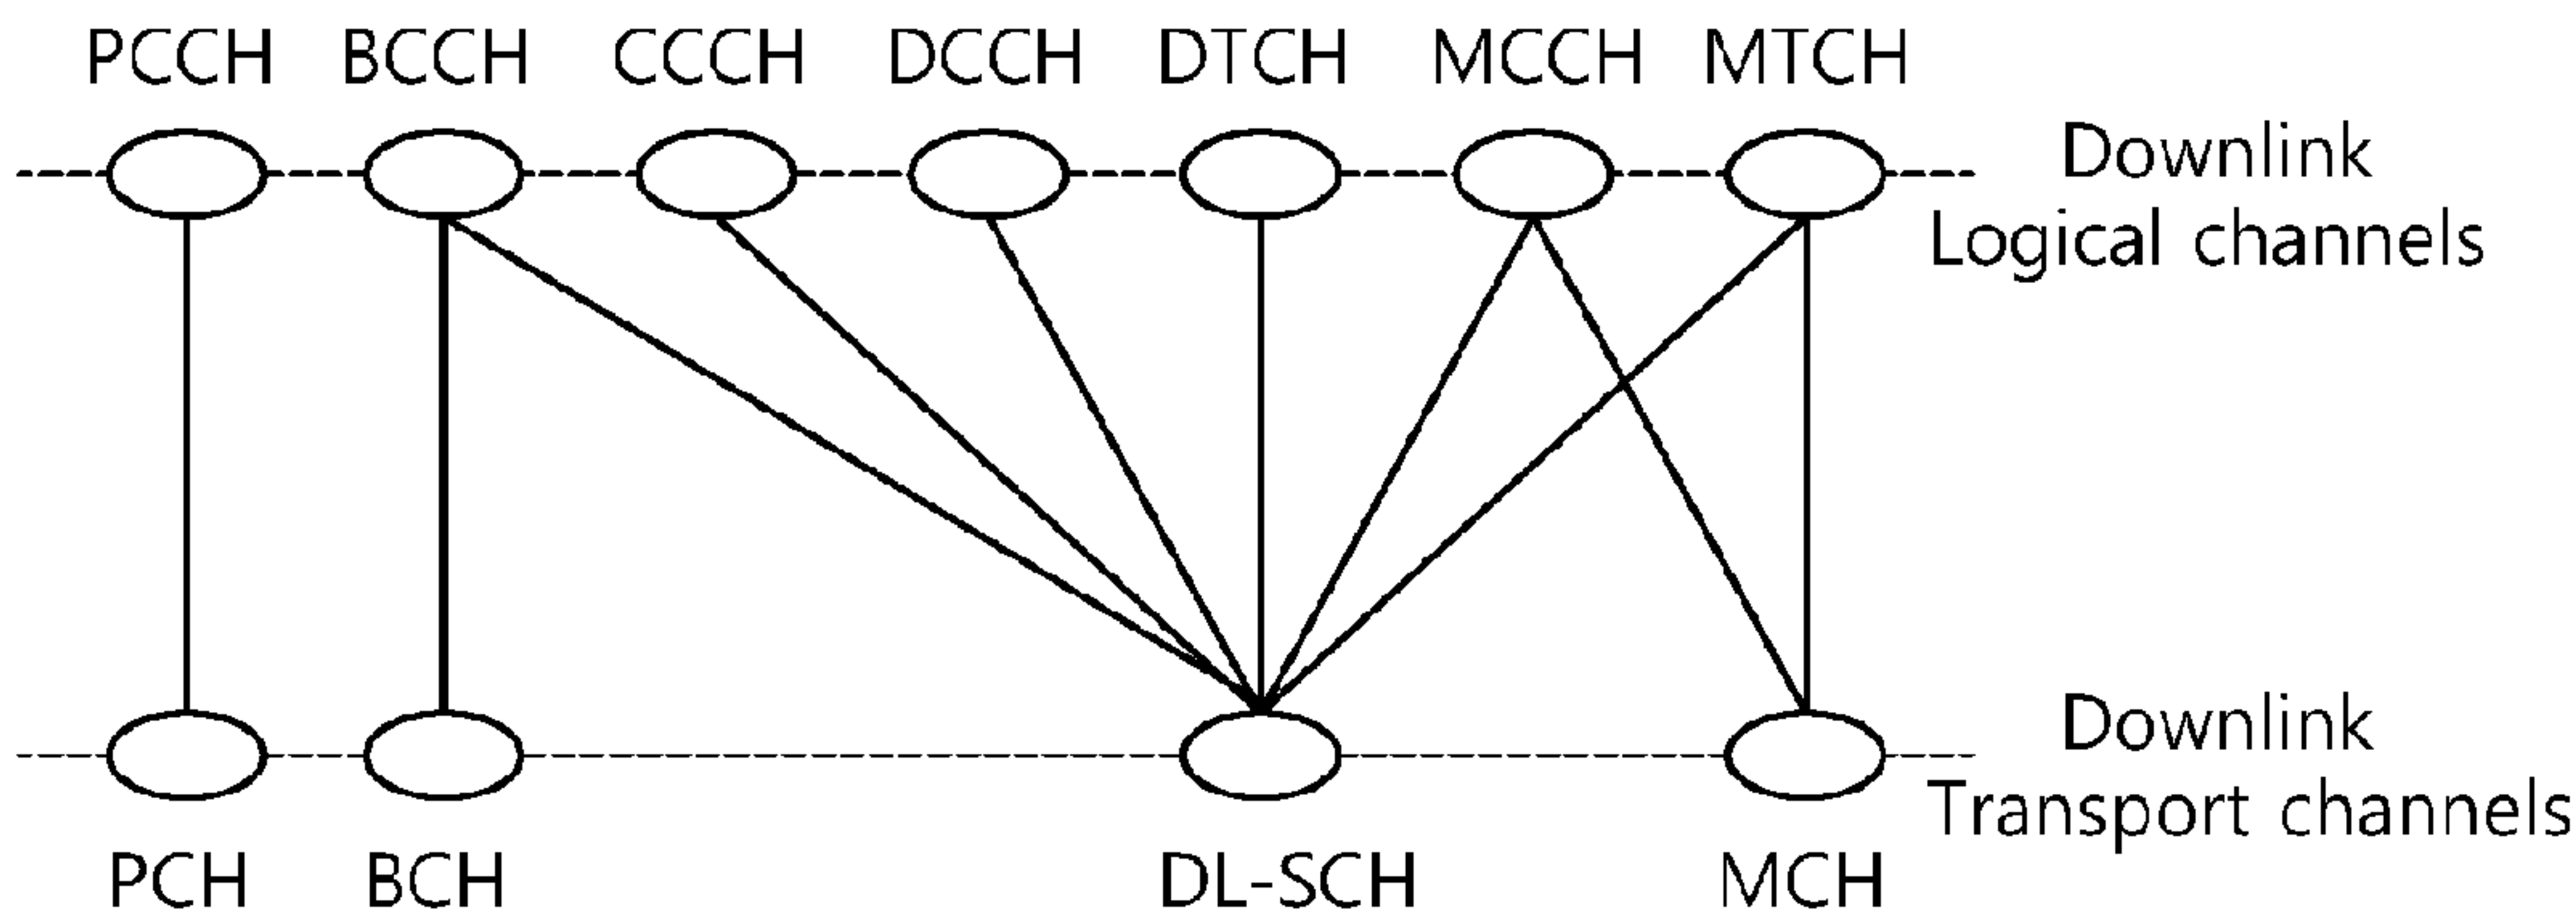 PCCH BCCH CCCH DCCH DTCH MCCH MTCH
Downlink
Logical channels
Downlink
Transport channels
PCH BCH DL-SCH MCH